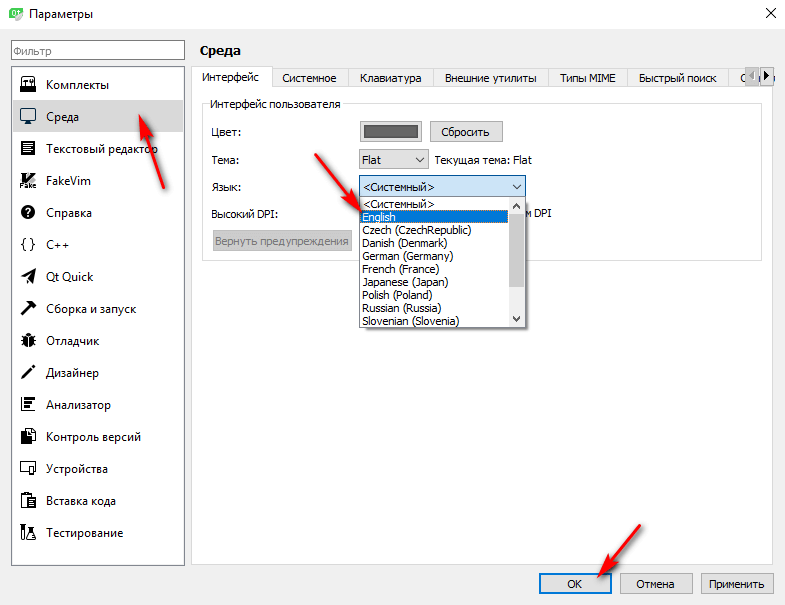 Qt Параметры
Фильтр
Комплекты
Среда
Текстовый редактор
Fake FakeVim
Справка
{} C++
Qt Quick
Сборка и запуск
Отладчик
Дизайнер
Анализатор
Контроль версий
Устройства
Вставка кода
Тестирование
Среда
Интерфейс Системное Клавиатура Внешние утилиты Типы MIME Быстрый поиск
Интерфейс пользователя
Цвет: Сбросить
Тема: Flat Текущая тема: Flat
Язык: <Системный>
Высокий DPI: DPI
Вернуть предупреждения
<Системный>
English
Czech (CzechRepublic)
Danish (Denmark)
German (Germany)
French (France)
Japanese (Japan)
Polish (Poland)
Russian (Russia)
Slovenian (Slovenia)
OK Отмена Применить